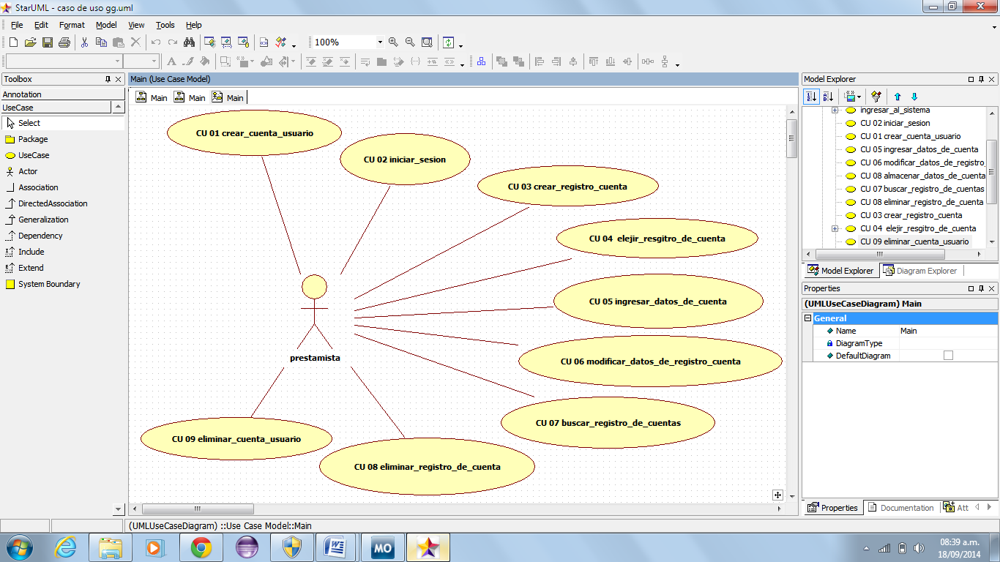 StarUML - caso de uso gg.uml
File Edit Format Model View Tools Help
100%
Toolbox
Annotation
UseCase
Select
Package
UseCase
Actor
Association
DirectedAssociation
Generalization
Dependency
Include
Extend
System Boundary
Main (Use Case Model)
Main Main Main
CU 01 crear_cuenta_usuario
CU 02 iniciar_sesion
CU 03 crear_registro_cuenta
CU 04 elejir_resgitro_de_cuenta
CU 05 ingresar_datos_de_cuenta
CU 06 modificar_datos_de_registro_cuenta
CU 07 buscar_registro_de_cuentas
prestamista
CU 09 eliminar_cuenta_usuario
CU 08 eliminar_registro_de_cuenta
Model Explorer
ingresar_al_sistema
CU 02 iniciar_sesion
CU 01 crear_cuenta_usuario
CU 05 ingresar_datos_de_cuenta
CU 06 modificar_datos_de_registro_
CU 08 almacenar_datos_de_cuenta
CU 07 buscar_registro_de_cuentas
CU 08 eliminar_registro_de_cuenta
CU 03 crear_registro_cuenta
CU 04 elejir_registro_de_cuenta
CU 09 eliminar_cuenta_usuario
Model Explorer Diagram Explorer
Properties
(UMLUseCaseDiagram) Main
General
Name Main
DiagramType
DefaultDiagram
Properties Documentation Att
(UMLUseCaseDiagram) ::Use Case Model::Main
MO
08:39 a.m.
18/09/2014